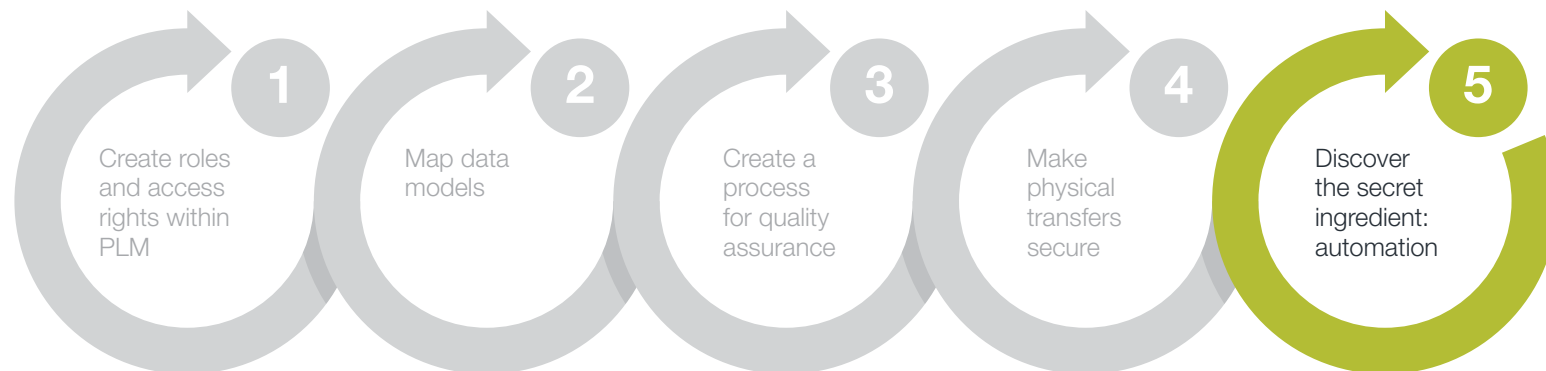 1
Create roles
and access
rights within
PLM
2
Map data
models
3
Create a
process
for quality
assurance
4
Make
physical
transfers
secure
5
Discover
the secret
ingredient:
automation